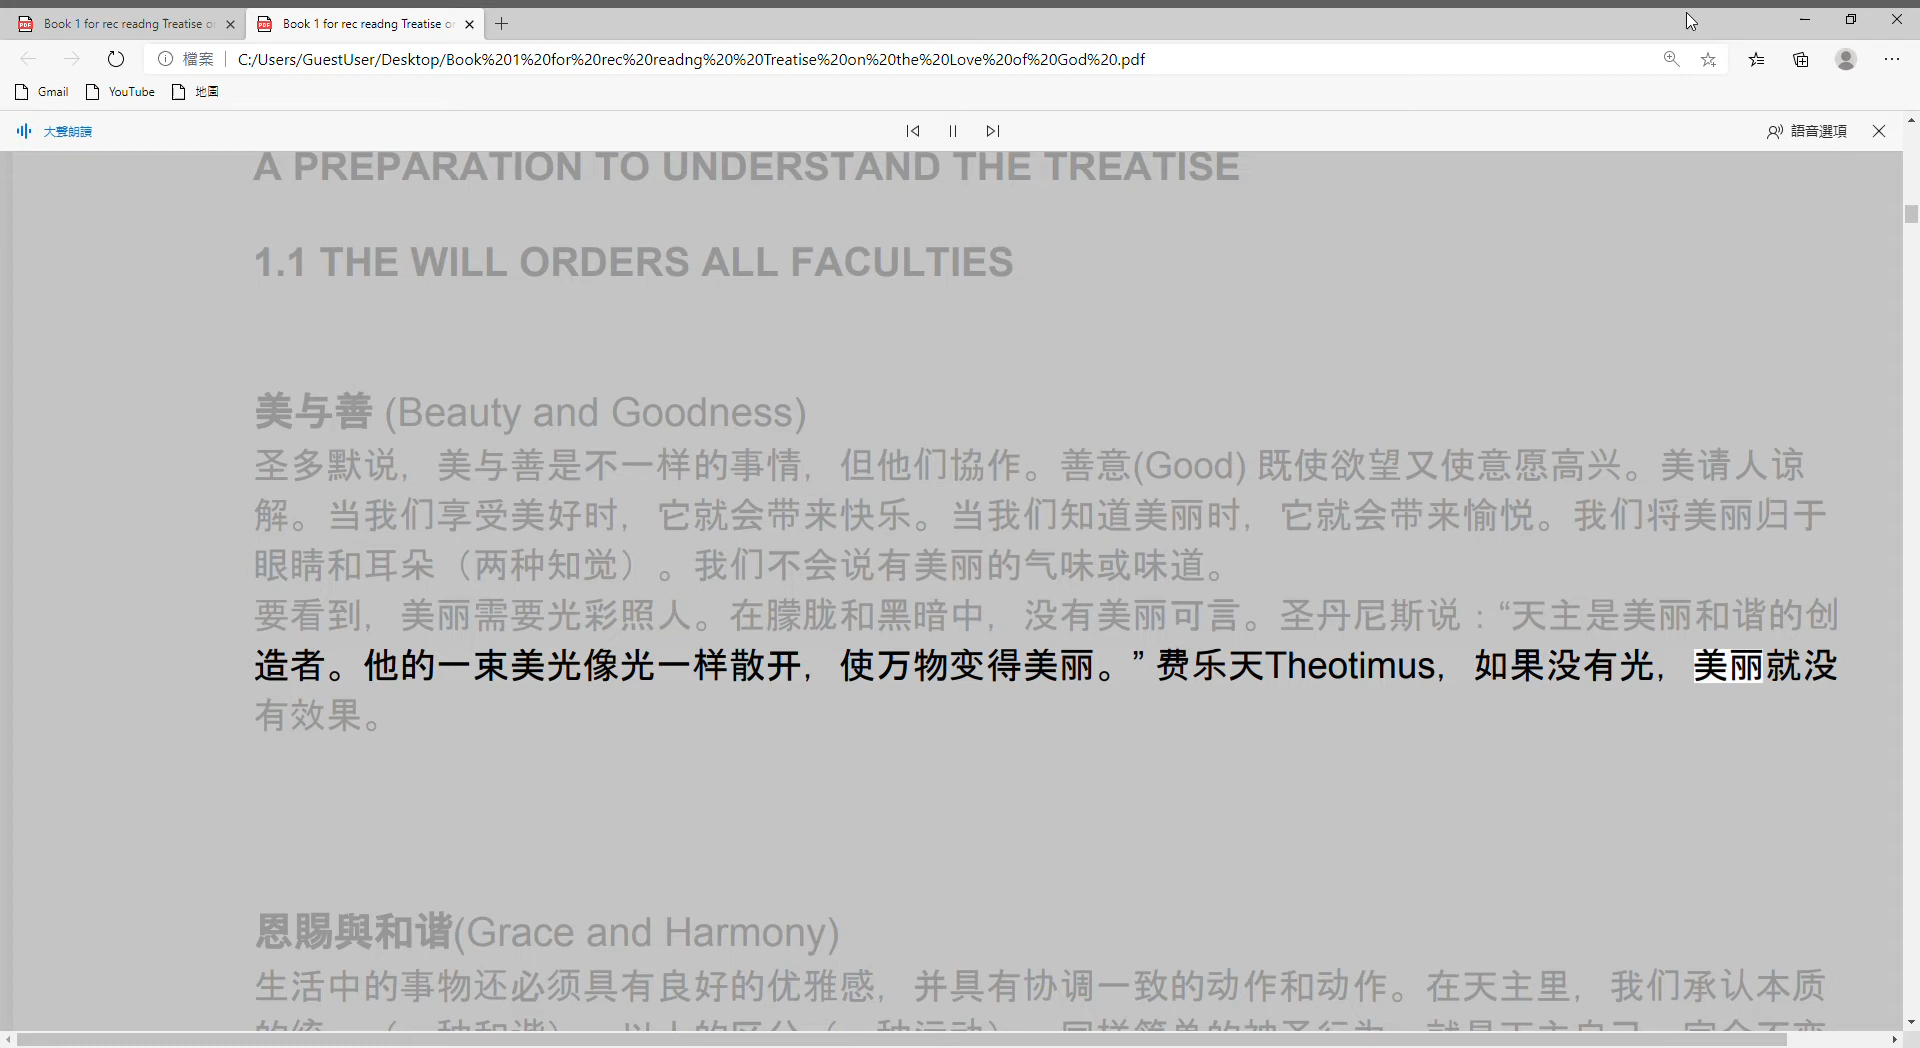 Book 1 for rec readng Treatise o
Book 1 for rec readng Treatise or
檔案
C:/Users/GuestUser/Desktop/Book%201%20for%20rec%20readng%20%20Treatise%20on%20the%20Love%20of%20God%20.pdf
Gmail
YouTube
地圖
大聲朗讀
語音選項
A PREPARATION TO UNDERSTAND THE TREATISE
1.1 THE WILL ORDERS ALL FACULTIES
美与善 (Beauty and Goodness)
圣多默说，美与善是不一样的事情，但他们協作。善意(Good) 既使欲望又使意愿高兴。美请人谅
解。当我们享受美好时，它就会带来快乐。当我们知道美丽时，它就会带来愉悦。我们将美丽归于
眼睛和耳朵（两种知觉）。我们不会说有美丽的气味或味道。
要看到，美丽需要光彩照人。在朦胧和黑暗中，没有美丽可言。圣丹尼斯说：“天主是美丽和谐的创
造者。他的一束美光像光一样散开，使万物变得美丽。” 费乐天Theotimus，如果没有光，美丽就没
有效果。
恩賜與和谐(Grace and Harmony)
生活中的事物还必须具有良好的优雅感，并具有协调一致的动作和动作。在天主里，我们承认本质